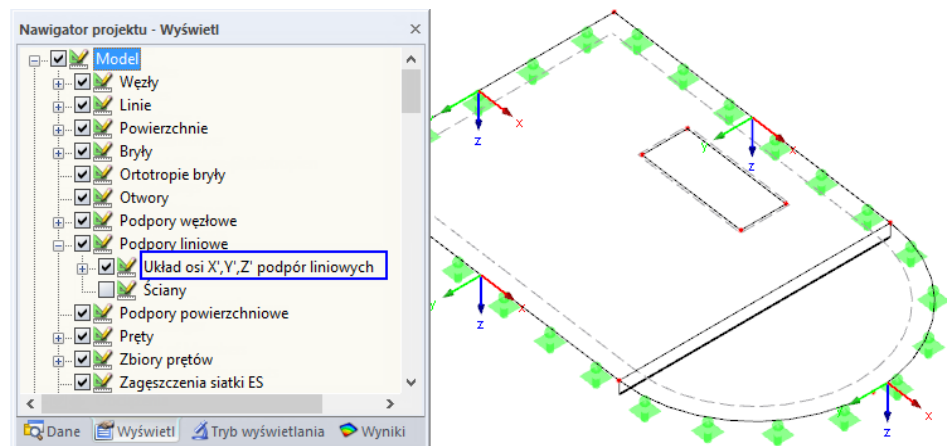 Nawigator projektu - Wyświetl
Model
Węzły
Linie
Powierzchnie
Bryły
Ortotropie bryły
Otwory
Podpory węzłowe
Podpory liniowe
Układ osi X',Y',Z' podpór liniowych
Ściany
Podpory powierzchniowe
Pręty
Zbiory prętów
Zagęszczenia siatki ES
Dane
Wyświetl
Tryb wyświetlania
Wyniki
x
z
y
x
z
y
x
z
x
z